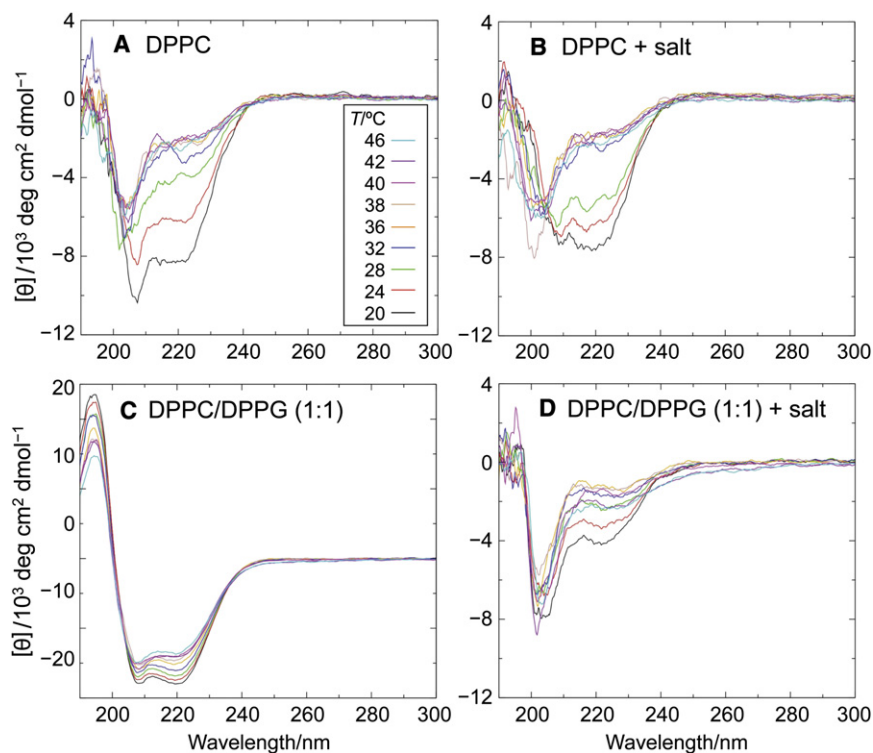 A DPPC
[θ]/10³ deg cm² dmol⁻¹
4
0
−4
−8
−12
200 220 240 260 280 300
T/ºC
46
42
40
38
36
32
28
24
20
B DPPC + salt
4
0
−4
−8
−12
200 220 240 260 280 300
C DPPC/DPPG (1:1)
[θ]/10³ deg cm² dmol⁻¹
20
10
0
−10
−20
200 220 240 260 280 300
Wavelength/nm
D DPPC/DPPG (1:1) + salt
4
0
−4
−8
−12
200 220 240 260 280 300
Wavelength/nm